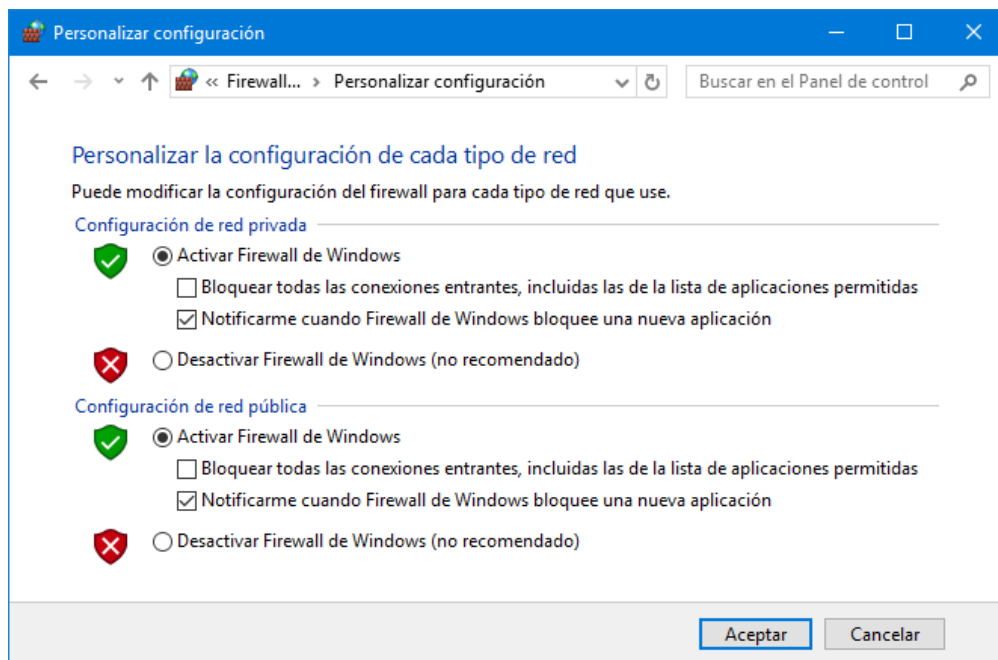 Personalizar configuración
« Firewall... › Personalizar configuración
Buscar en el Panel de control
Personalizar la configuración de cada tipo de red
Puede modificar la configuración del firewall para cada tipo de red que use.
Configuración de red privada
Activar Firewall de Windows
Bloquear todas las conexiones entrantes, incluidas las de la lista de aplicaciones permitidas
Notificarme cuando Firewall de Windows bloquee una nueva aplicación
Desactivar Firewall de Windows (no recomendado)
Configuración de red pública
Activar Firewall de Windows
Bloquear todas las conexiones entrantes, incluidas las de la lista de aplicaciones permitidas
Notificarme cuando Firewall de Windows bloquee una nueva aplicación
Desactivar Firewall de Windows (no recomendado)
Aceptar
Cancelar